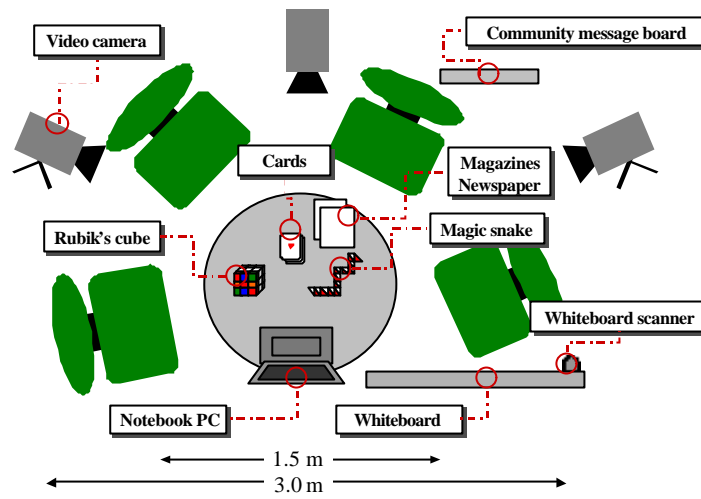 Video camera
Community message board
Cards
Magazines
Newspaper
Rubik's cube
Magic snake
Whiteboard scanner
Notebook PC
Whiteboard
1.5 m
3.0 m